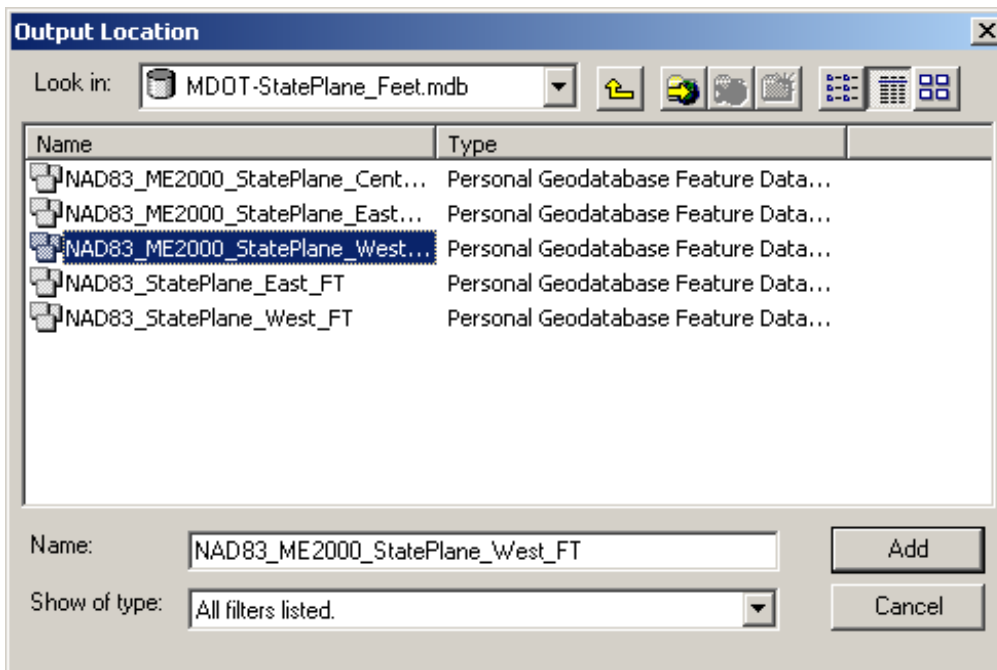 Output Location
Look in: MDOT-StatePlane_Feet.mdb
Name Type
NAD83_ME2000_StatePlane_Cent... Personal Geodatabase Feature Data...
NAD83_ME2000_StatePlane_East... Personal Geodatabase Feature Data...
NAD83_ME2000_StatePlane_West... Personal Geodatabase Feature Data...
NAD83_StatePlane_East_FT Personal Geodatabase Feature Data...
NAD83_StatePlane_West_FT Personal Geodatabase Feature Data...
Name: NAD83_ME2000_StatePlane_West_FT Add
Show of type: All filters listed. Cancel